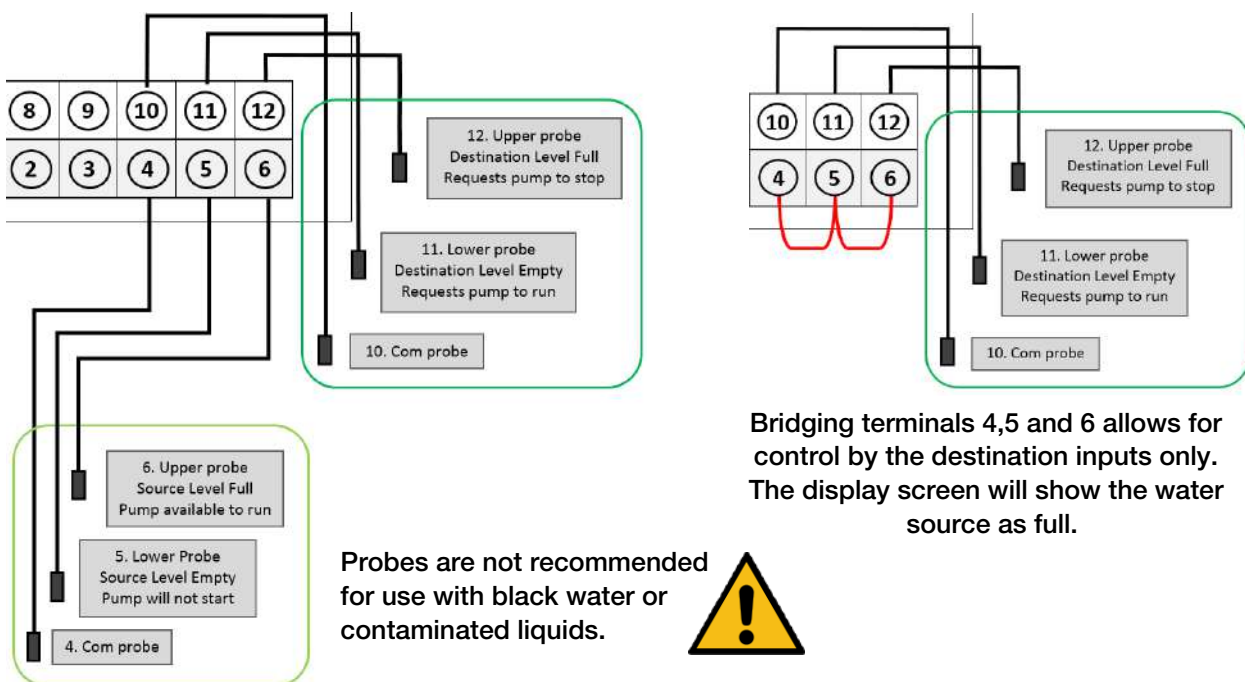 8 9 10 11 12
2 3 4 5 6
12. Upper probe
Destination Level Full
Requests pump to stop
11. Lower probe
Destination Level Empty
Requests pump to run
10. Com probe
6. Upper probe
Source Level Full
Pump available to run
5. Lower Probe
Source Level Empty
Pump will not start
4. Com probe
Probes are not recommended
for use with black water or
contaminated liquids.
10 11 12
4 5 6
12. Upper probe
Destination Level Full
Requests pump to stop
11. Lower probe
Destination Level Empty
Requests pump to run
10. Com probe
Bridging terminals 4,5 and 6 allows for
control by the destination inputs only.
The display screen will show the water
source as full.